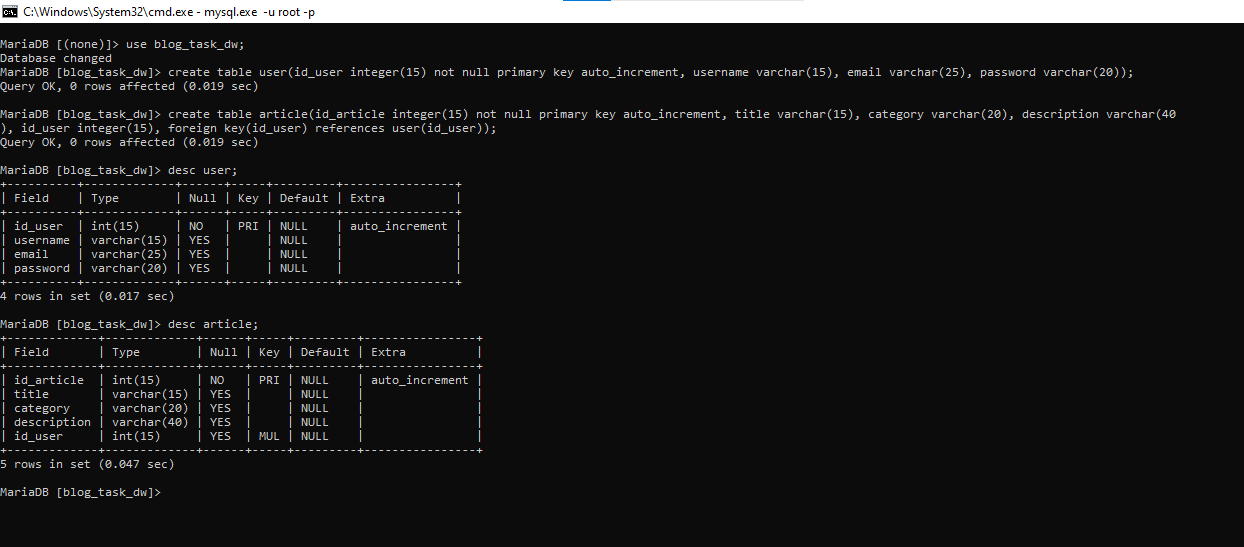 C:\Windows\System32\cmd.exe - mysql.exe  -u root -p
MariaDB [(none)]> use blog_task_dw;
Database changed
MariaDB [blog_task_dw]> create table user(id_user integer(15) not null primary key auto_increment, username varchar(15), email varchar(25), password varchar(20));
Query OK, 0 rows affected (0.019 sec)
MariaDB [blog_task_dw]> create table article(id_article integer(15) not null primary key auto_increment, title varchar(15), category varchar(20), description varchar(40
), id_user integer(15), foreign key(id_user) references user(id_user));
Query OK, 0 rows affected (0.019 sec)
MariaDB [blog_task_dw]> desc user;
+----------+-------------+------+-----+---------+----------------+
| Field    | Type        | Null | Key | Default | Extra          |
+----------+-------------+------+-----+---------+----------------+
| id_user  | int(15)     | NO   | PRI | NULL    | auto_increment |
| username | varchar(15) | YES  |     | NULL    |                |
| email    | varchar(25) | YES  |     | NULL    |                |
| password | varchar(20) | YES  |     | NULL    |                |
+----------+-------------+------+-----+---------+----------------+
4 rows in set (0.017 sec)
MariaDB [blog_task_dw]> desc article;
+-------------+-------------+------+-----+---------+----------------+
| Field       | Type        | Null | Key | Default | Extra          |
+-------------+-------------+------+-----+---------+----------------+
| id_article  | int(15)     | NO   | PRI | NULL    | auto_increment |
| title       | varchar(15) | YES  |     | NULL    |                |
| category    | varchar(20) | YES  |     | NULL    |                |
| description | varchar(40) | YES  |     | NULL    |                |
| id_user     | int(15)     | YES  | MUL | NULL    |                |
+-------------+-------------+------+-----+---------+----------------+
5 rows in set (0.047 sec)
MariaDB [blog_task_dw]>